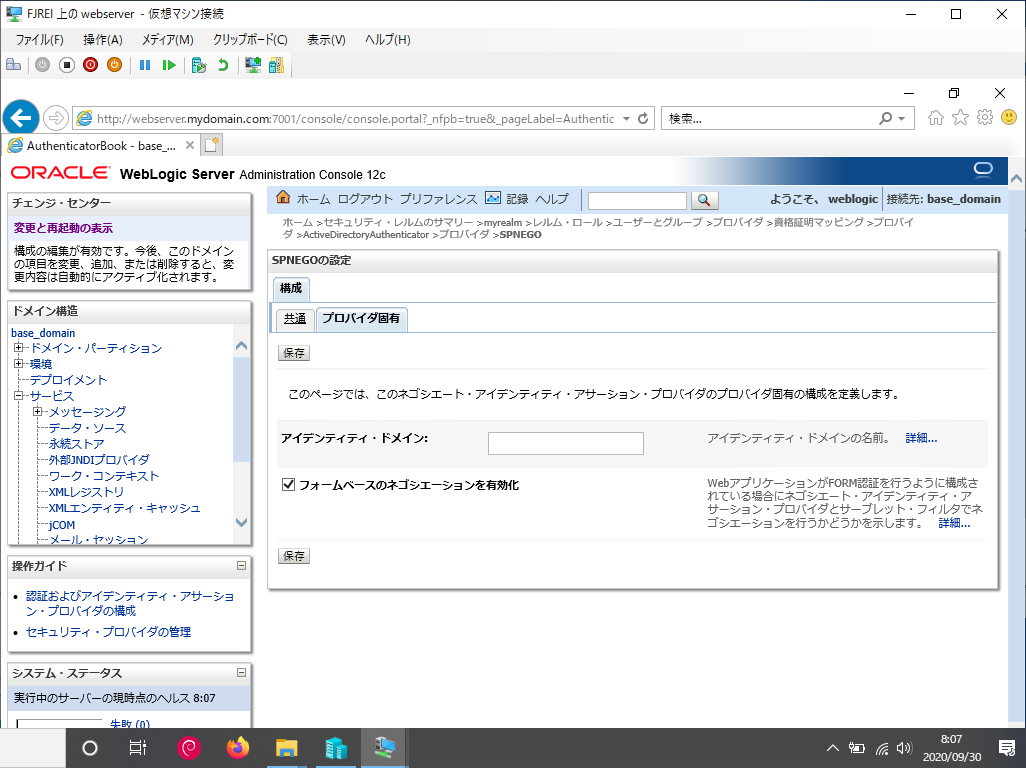 FJREI 上の webserver - 仮想マシン接続
ファイル(F) 操作(A) メディア(M) クリップボード(C) 表示(V) ヘルプ(H)
http://webserver.mydomain.com:7001/console/console.portal?_nfpb=true&_pageLabel=Authentic 検索...
AuthenticatorBook - base_...
ORACLE WebLogic Server Administration Console 12c
チェンジ・センター
変更と再起動の表示
構成の編集が有効です。今後、このドメイン
の項目を変更、追加、または削除すると、変
更内容は自動的にアクティブ化されます。
ドメイン構造
base_domain
ドメイン・パーティション
環境
デプロイメント
サービス
メッセージング
データ・ソース
永続ストア
外部JNDIプロバイダ
ワーク・コンテキスト
XMLレジストリ
XMLエンティティ・キャッシュ
jCOM
メール・セッション
操作ガイド
認証およびアイデンティティ・アサーショ
ン・プロバイダの構成
セキュリティ・プロバイダの管理
システム・ステータス
実行中のサーバーの現時点のヘルス 8:07
失敗 (0)
ホーム ログアウト プリファレンス 記録 ヘルプ
ようこそ、 weblogic 接続先: base_domain
ホーム >セキュリティ・レルムのサマリー >myrealm >レルム・ロール >ユーザーとグループ >プロバイダ >資格証明マッピング >プロバイ
ダ >ActiveDirectoryAuthenticator >プロバイダ >SPNEGO
SPNEGOの設定
構成
共通 プロバイダ固有
保存
このページでは、このネゴシエート・アイデンティティ・アサーション・プロバイダのプロバイダ固有の構成を定義します。
アイデンティティ・ドメイン: アイデンティティ・ドメインの名前。 詳細...
フォームベースのネゴシエーションを有効化
WebアプリケーションがFORM認証を行うように構成さ
れている場合にネゴシエート・アイデンティティ・ア
サーション・プロバイダとサーブレット・フィルタでネ
ゴシエーションを行うかどうかを示します。 詳細...
保存
8:07
2020/09/30